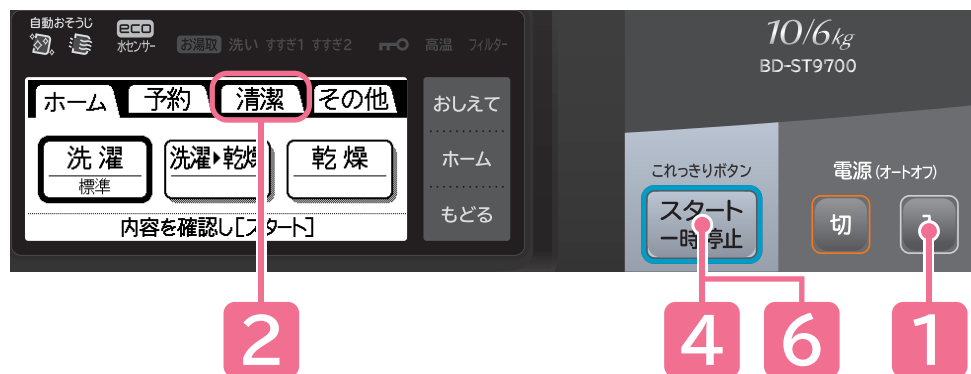 自動おそうじ
eco
水センサー
お湯取 洗い すすぎ1 すすぎ2 高温 フィルター
ホーム 予約 清潔 その他
洗濯
標準
洗濯▶乾燥
乾燥
内容を確認し[スタート]
おしえて
ホーム
もどる
10/6kg
BD-ST9700
これっきりボタン
スタート
一時停止
電源(オートオフ)
切
入
2
4
6
1